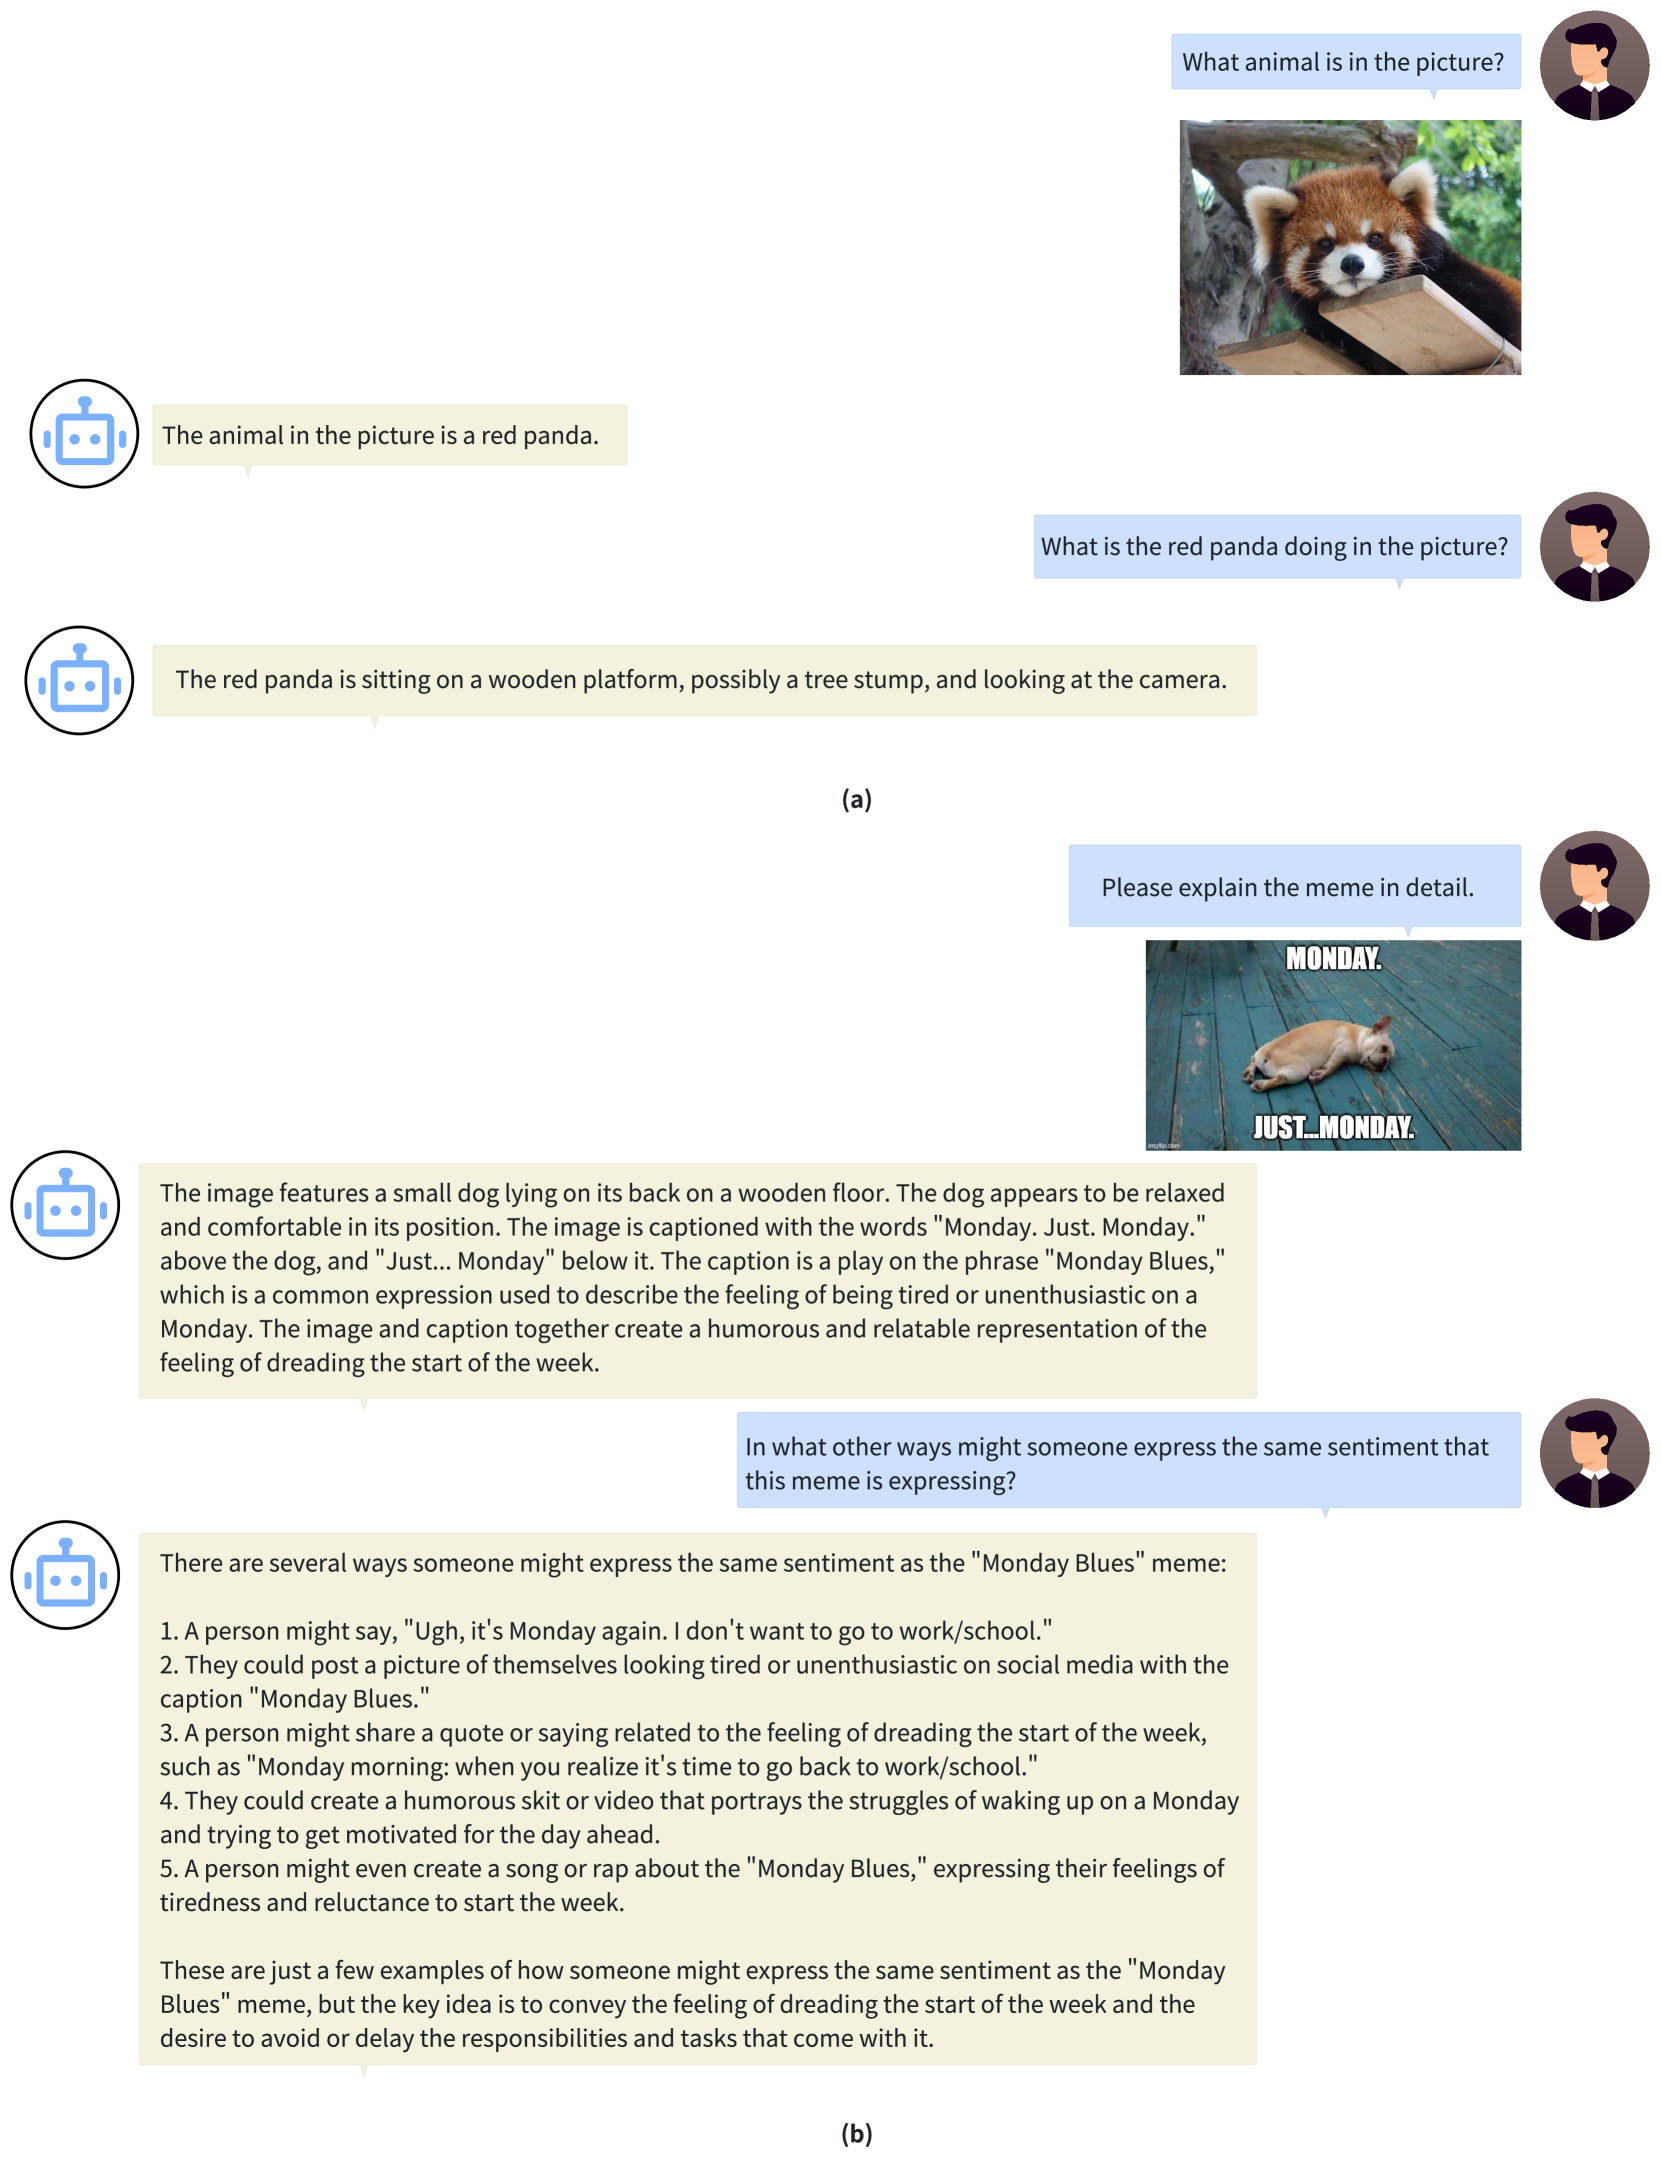 What animal is in the picture?
The animal in the picture is a red panda.
What is the red panda doing in the picture?
The red panda is sitting on a wooden platform, possibly a tree stump, and looking at the camera.
(a)
Please explain the meme in detail.
MONDAY.
JUST...MONDAY.
imgflip.com
The image features a small dog lying on its back on a wooden floor. The dog appears to be relaxed
and comfortable in its position. The image is captioned with the words "Monday. Just. Monday."
above the dog, and "Just... Monday" below it. The caption is a play on the phrase "Monday Blues,"
which is a common expression used to describe the feeling of being tired or unenthusiastic on a
Monday. The image and caption together create a humorous and relatable representation of the
feeling of dreading the start of the week.
In what other ways might someone express the same sentiment that
this meme is expressing?
There are several ways someone might express the same sentiment as the "Monday Blues" meme:
1. A person might say, "Ugh, it's Monday again. I don't want to go to work/school."
2. They could post a picture of themselves looking tired or unenthusiastic on social media with the
caption "Monday Blues."
3. A person might share a quote or saying related to the feeling of dreading the start of the week,
such as "Monday morning: when you realize it's time to go back to work/school."
4. They could create a humorous skit or video that portrays the struggles of waking up on a Monday
and trying to get motivated for the day ahead.
5. A person might even create a song or rap about the "Monday Blues," expressing their feelings of
tiredness and reluctance to start the week.
These are just a few examples of how someone might express the same sentiment as the "Monday
Blues" meme, but the key idea is to convey the feeling of dreading the start of the week and the
desire to avoid or delay the responsibilities and tasks that come with it.
(b)